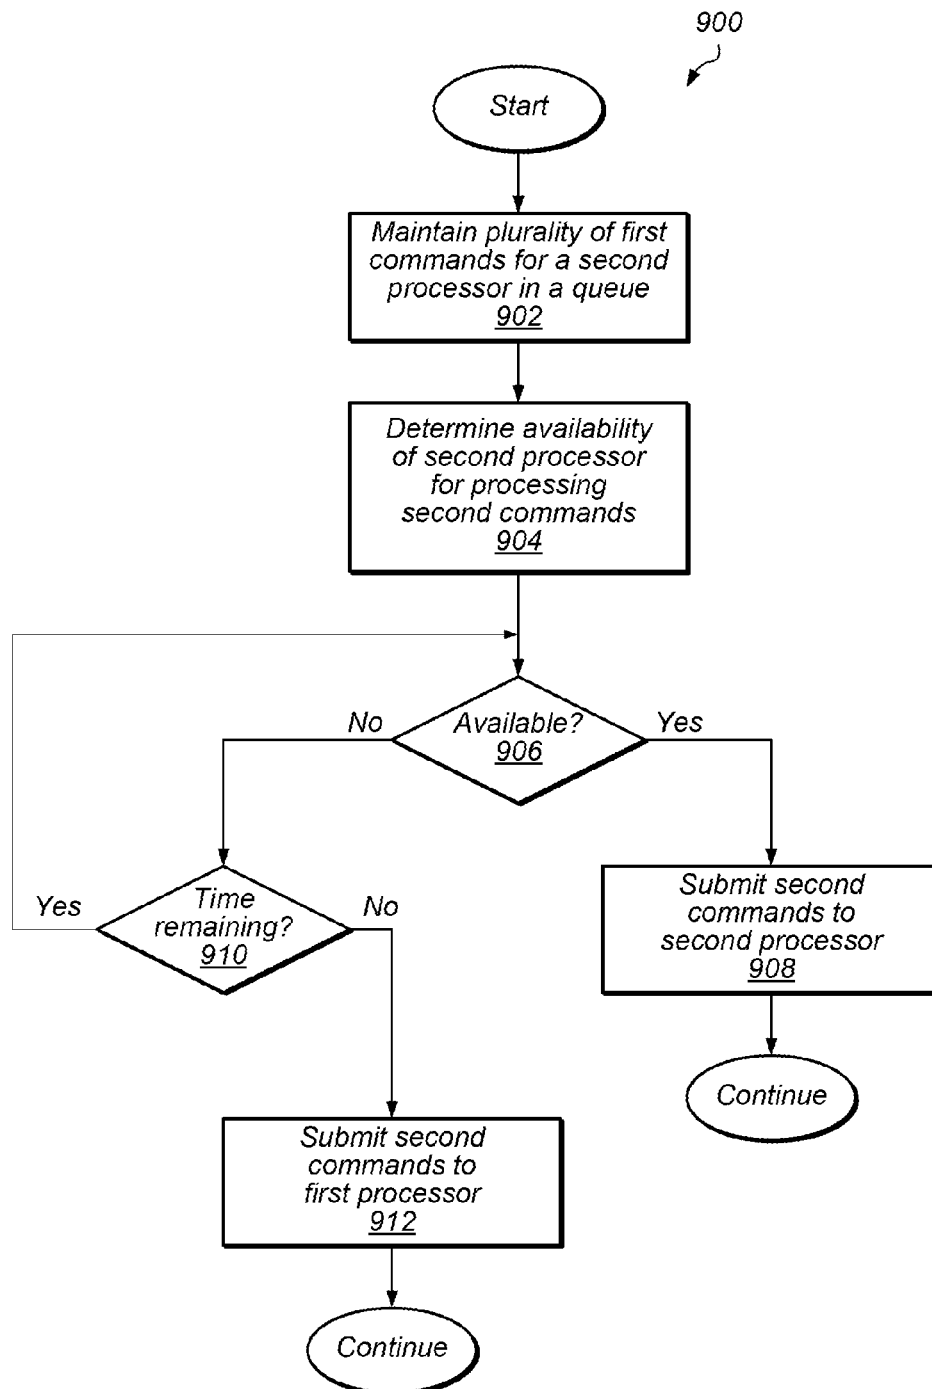 900
Start
Maintain plurality of first
commands for a second
processor in a queue
902
Determine availability
of second processor
for processing
second commands
904
No
Available?
906
Yes
Yes
Time
remaining?
910
No
Submit second
commands to
second processor
908
Continue
Submit second
commands to
first processor
912
Continue